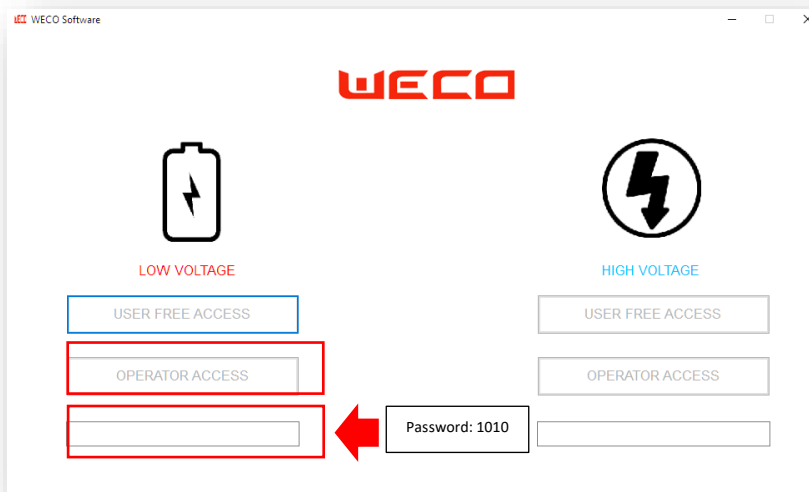 WECO Software
WECO
LOW VOLTAGE
HIGH VOLTAGE
USER FREE ACCESS
USER FREE ACCESS
OPERATOR ACCESS
OPERATOR ACCESS
Password: 1010